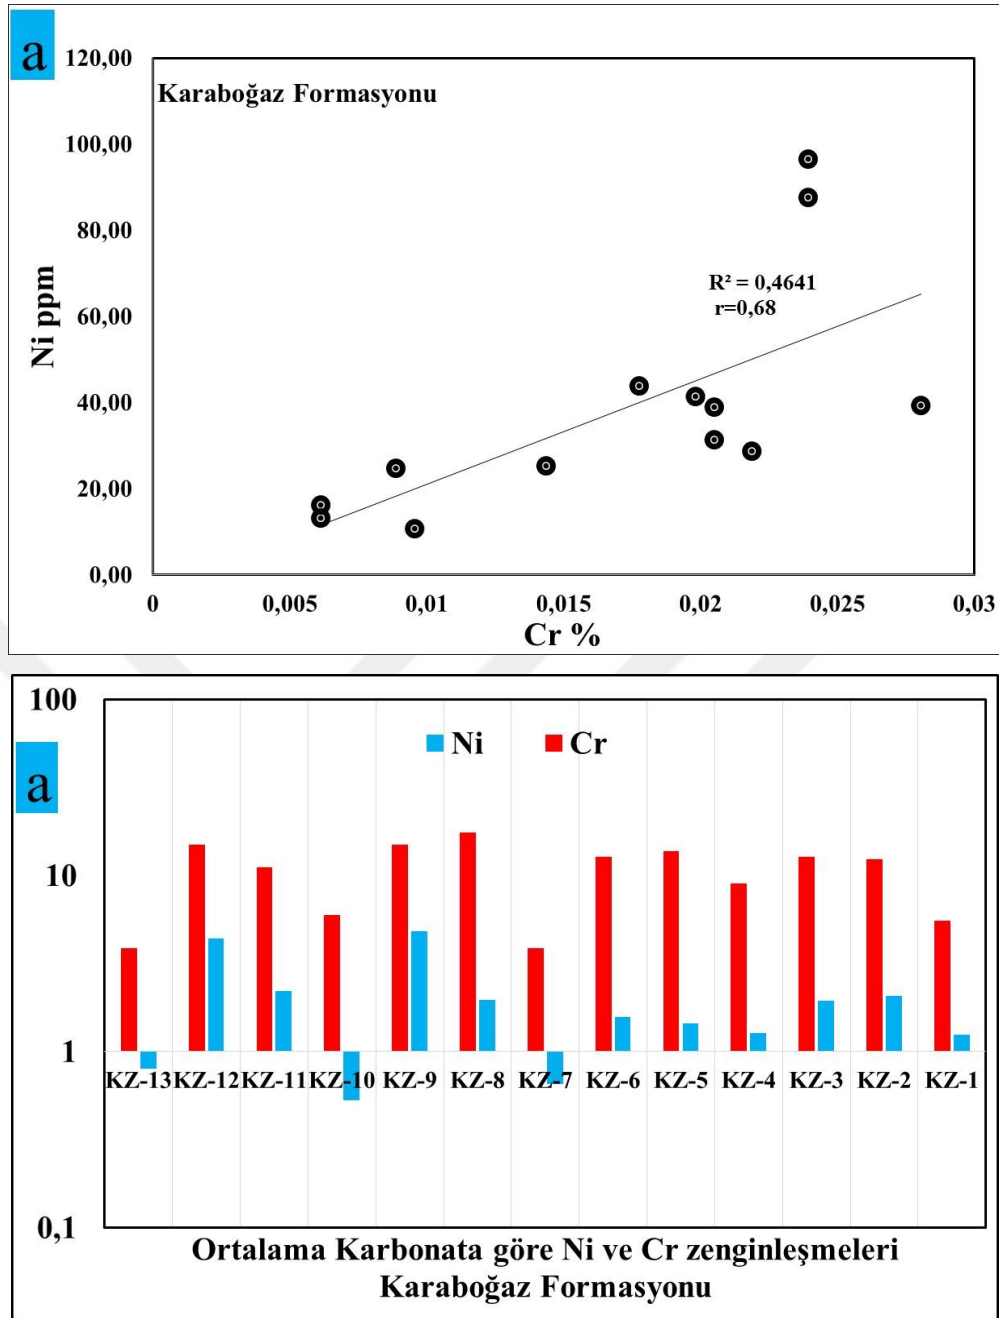 a
120,00
Karaboğaz Formasyonu
100,00
80,00
R² = 0,4641
r=0,68
60,00
Ni ppm
40,00
20,00
0,00
0 0,005 0,01 0,015 0,02 0,025 0,03
Cr %
100
Ni Cr
a
10
1
KZ-13 KZ-12 KZ-11 KZ-10 KZ-9 KZ-8 KZ-7 KZ-6 KZ-5 KZ-4 KZ-3 KZ-2 KZ-1
0,1
Ortalama Karbonata göre Ni ve Cr zenginleşmeleri
Karaboğaz Formasyonu